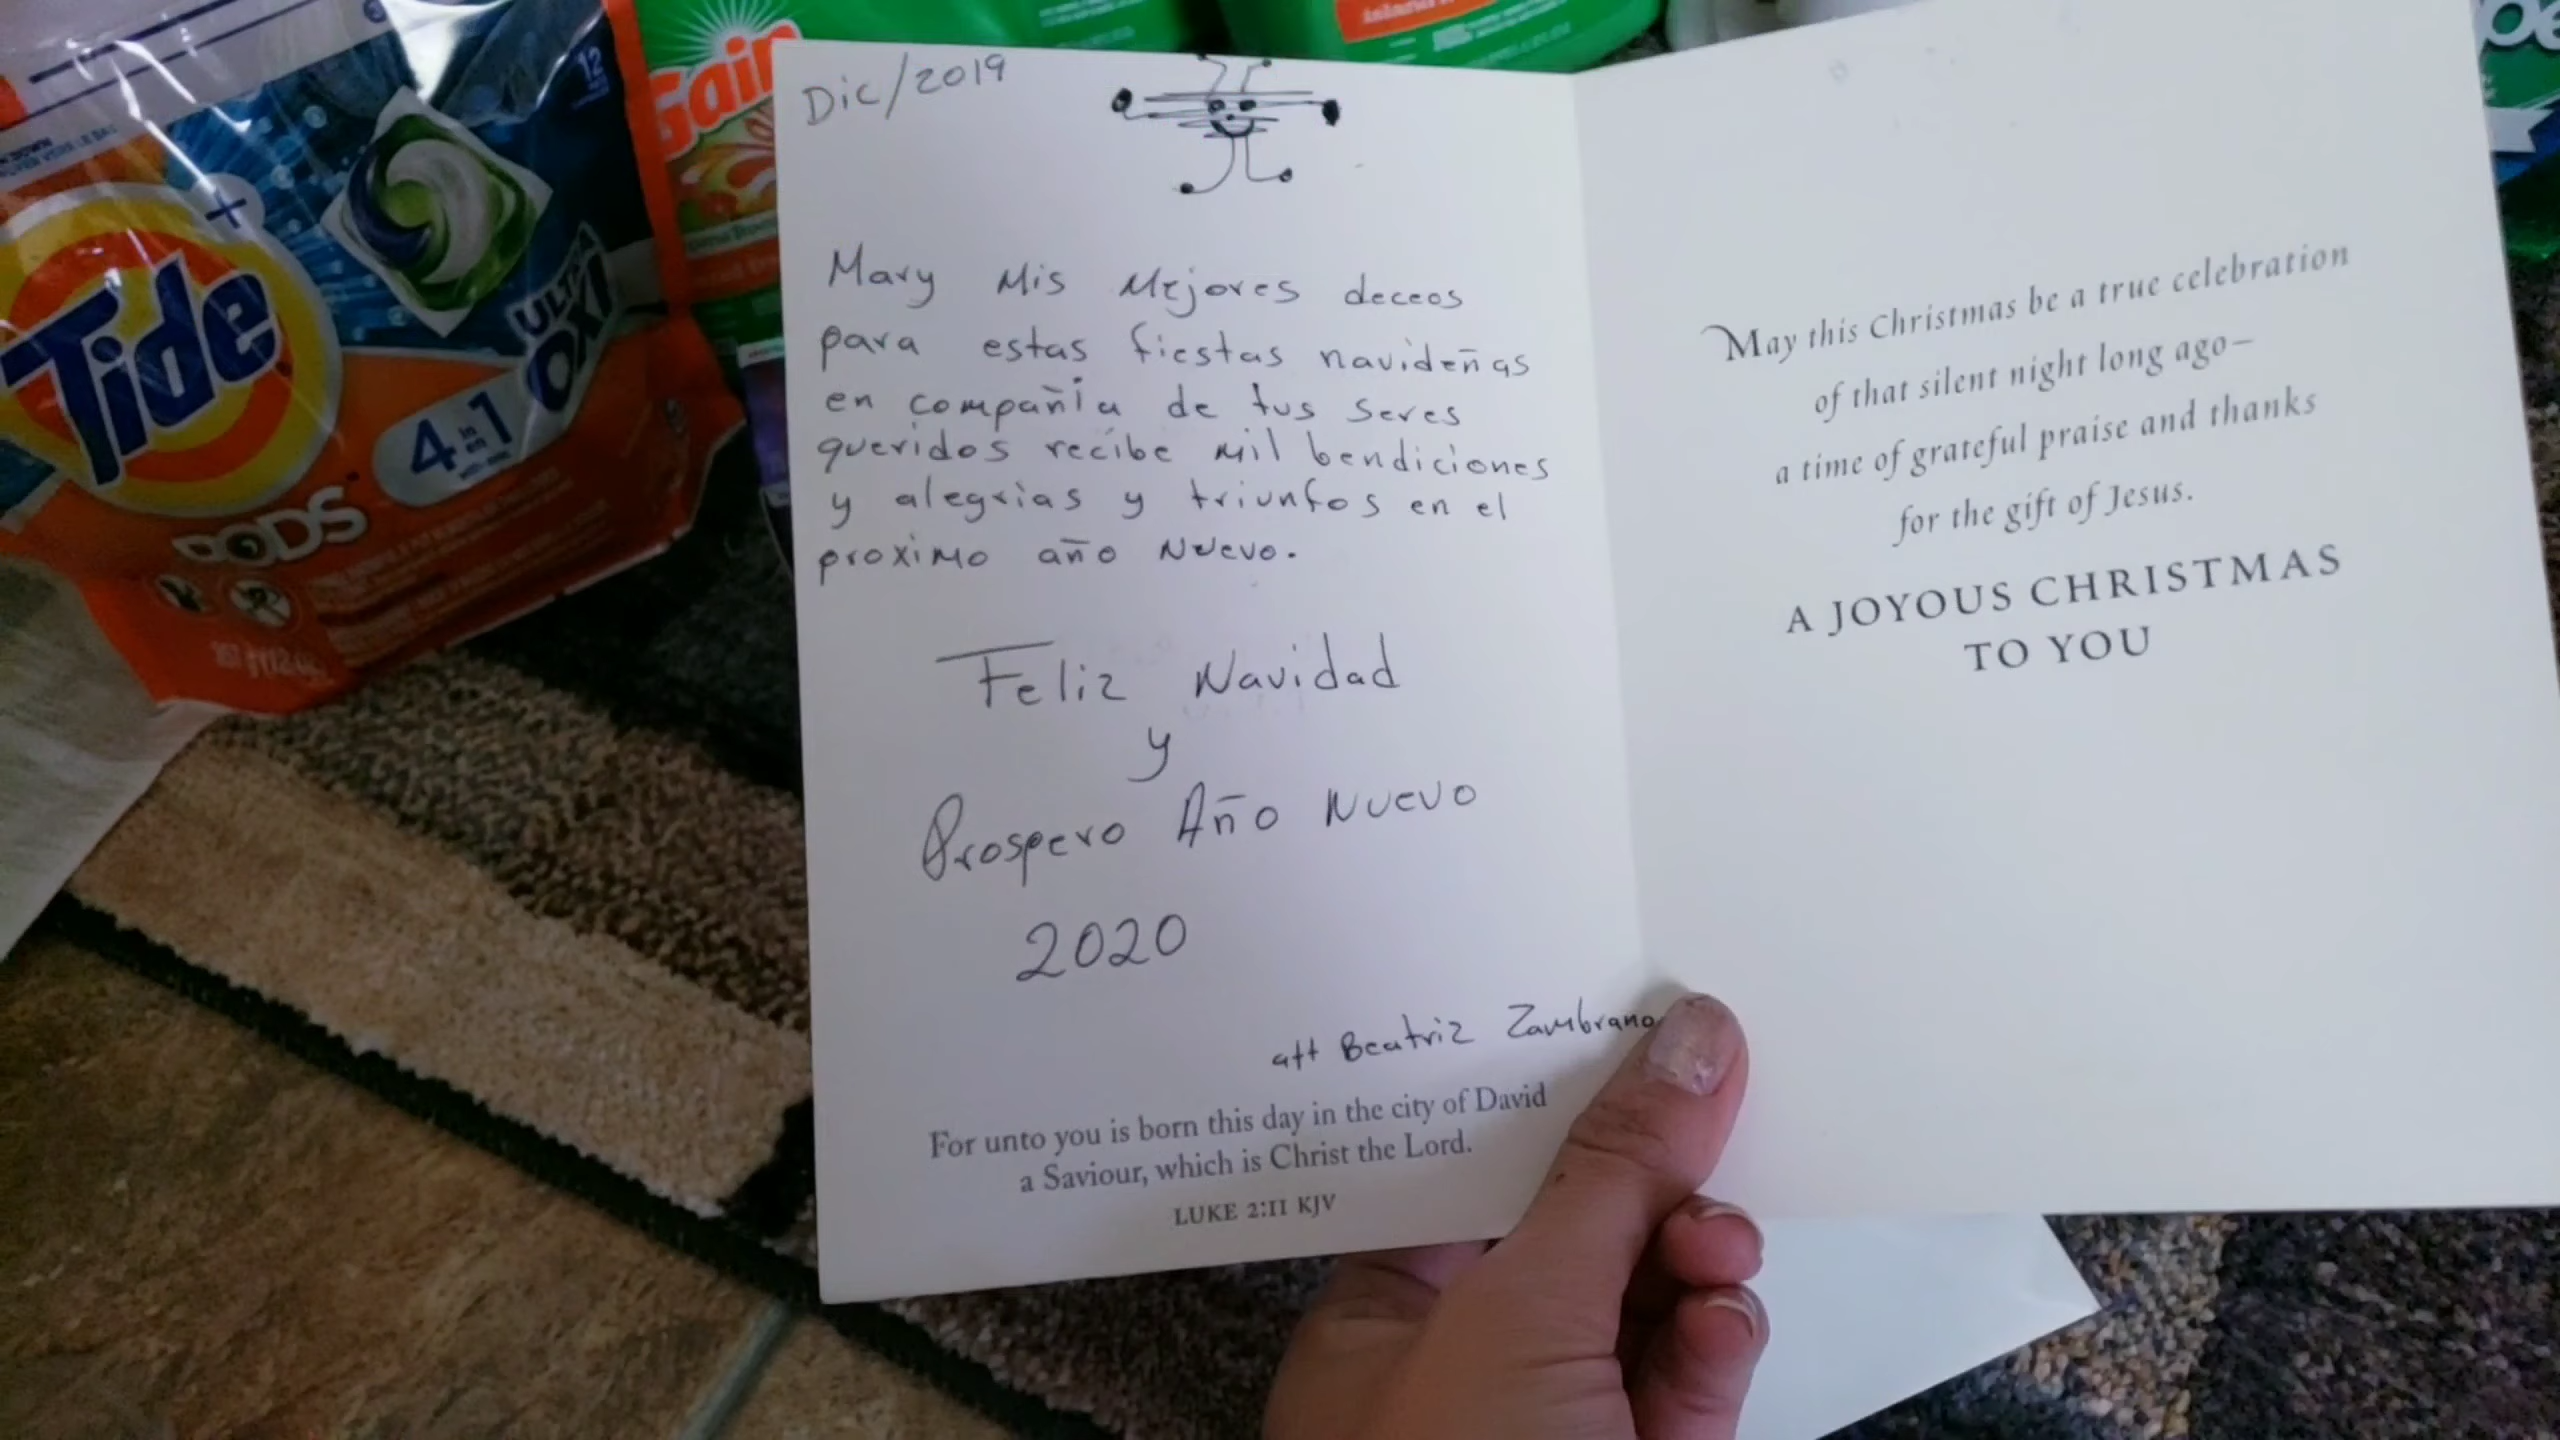 Dic/2019
Mary Mis Mejores deceos
para estas fiestas navideñas
en compañia de tus seres
queridos recibe mil bendiciones
y alegrias y triunfos en el
proximo año Nuevo.
Feliz Navidad
y
Prospero Año Nuevo
2020
att Beatriz Zambrano
For unto you is born this day in the city of David
a Saviour, which is Christ the Lord.
LUKE 2:11 KJV
May this Christmas be a true celebration
of that silent night long ago—
a time of grateful praise and thanks
for the gift of Jesus.
A JOYOUS CHRISTMAS
TO YOU
Tide
PODS
4 in 1
ULTRA
OXI
12
Gain